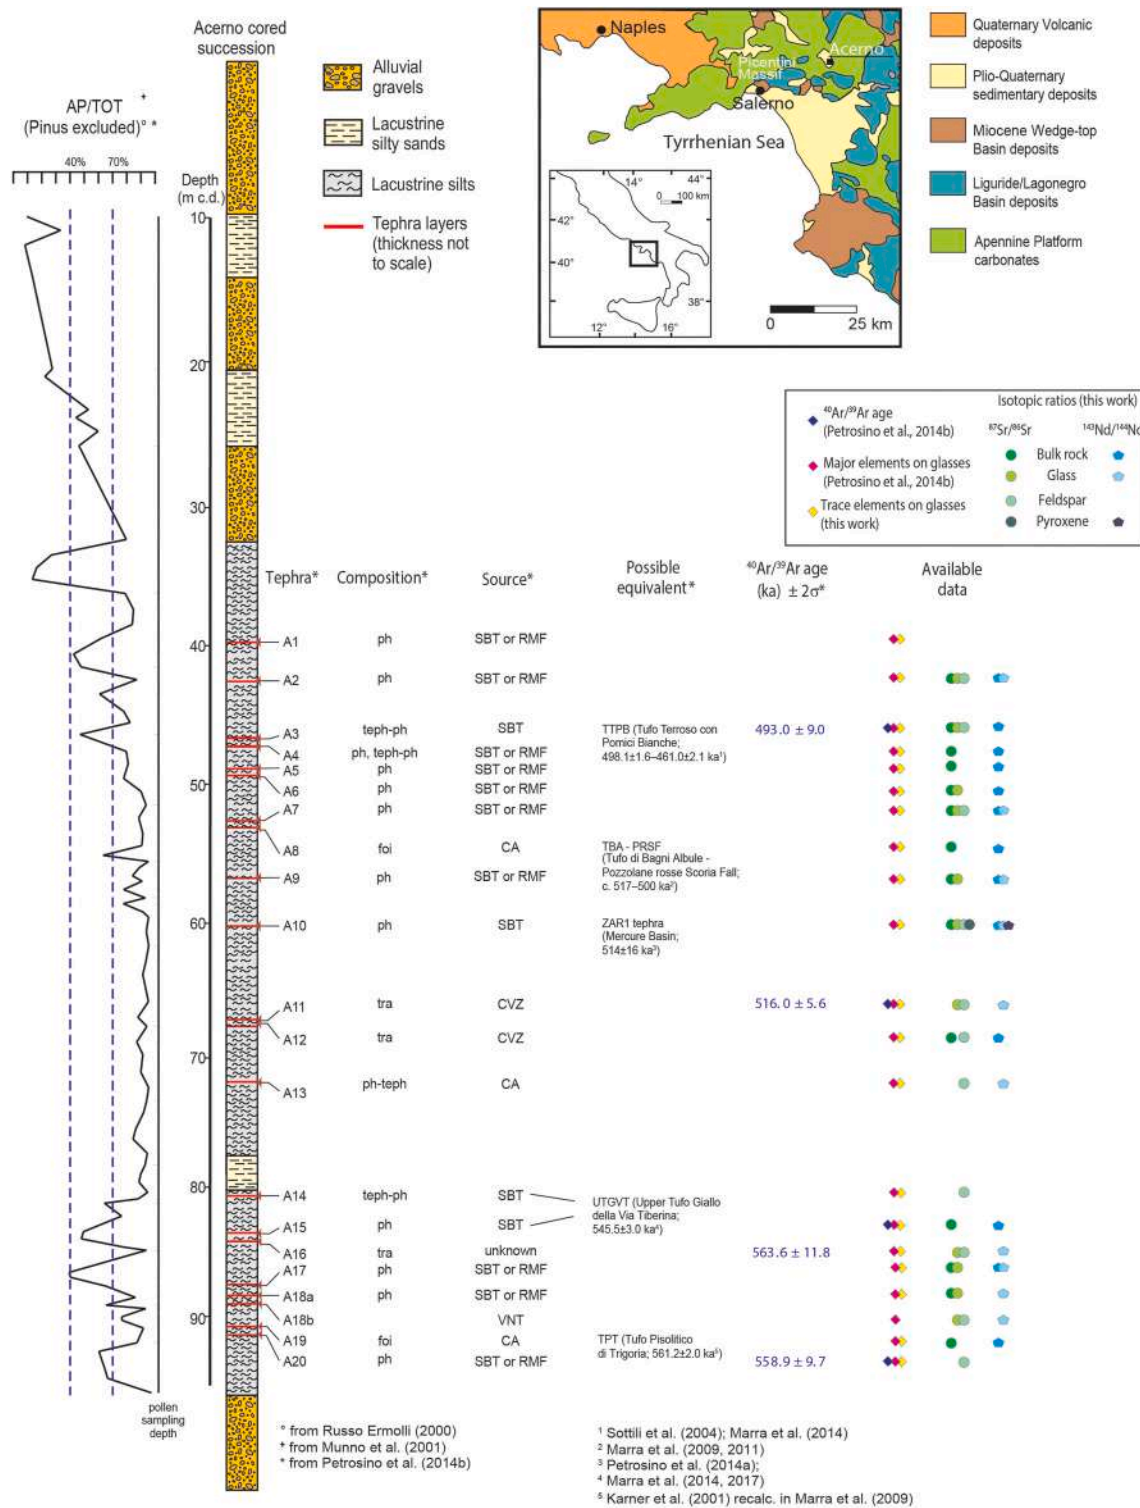 Acerno cored
succession
AP/TOT +
(Pinus excluded)° *
40% 70%
Depth
(m c.d.)
10
20
30
40
50
60
70
80
90
pollen
sampling
depth
Alluvial
gravels
Lacustrine
silty sands
Lacustrine silts
Tephra layers
(thickness not
to scale)
Naples
Acerno
Picentini
Massif
Salerno
Tyrrhenian Sea
14° 44°
0 100 km
42°
40°
38°
12° 16°
0 25 km
Quaternary Volcanic
deposits
Plio-Quaternary
sedimentary deposits
Miocene Wedge-top
Basin deposits
Liguride/Lagonegro
Basin deposits
Apennine Platform
carbonates
⁴⁰Ar/³⁹Ar age
(Petrosino et al., 2014b)
Major elements on glasses
(Petrosino et al., 2014b)
Trace elements on glasses
(this work)
Isotopic ratios (this work)
⁸⁷Sr/⁸⁶Sr ¹⁴³Nd/¹⁴⁴Nd
Bulk rock
Glass
Feldspar
Pyroxene
Tephra* Composition* Source* Possible equivalent* ⁴⁰Ar/³⁹Ar age (ka) ± 2σ* Available data
A1 ph SBT or RMF
A2 ph SBT or RMF
A3 teph-ph SBT TTPB (Tufo Terroso con 493.0 ± 9.0
Pomici Bianche;
A4 ph, teph-ph SBT or RMF 498.1±1.6–461.0±2.1 ka¹)
A5 ph SBT or RMF
A6 ph SBT or RMF
A7 ph SBT or RMF
A8 foi CA TBA - PRSF
(Tufo di Bagni Albule -
Pozzolane rosse Scoria Fall;
A9 ph SBT or RMF c. 517–500 ka²)
A10 ph SBT ZAR1 tephra
(Mercure Basin;
514±16 ka³)
A11 tra CVZ 516.0 ± 5.6
A12 tra CVZ
A13 ph-teph CA
A14 teph-ph SBT UTGVT (Upper Tufo Giallo
della Via Tiberina;
A15 ph SBT 545.5±3.0 ka⁴)
A16 tra unknown 563.6 ± 11.8
A17 ph SBT or RMF
A18a ph SBT or RMF
A18b VNT
A19 foi CA TPT (Tufo Pisolitico
di Trigoria; 561.2±2.0 ka⁵)
A20 ph SBT or RMF 558.9 ± 9.7
° from Russo Ermolli (2000)
+ from Munno et al. (2001)
* from Petrosino et al. (2014b)
¹ Sottili et al. (2004); Marra et al. (2014)
² Marra et al. (2009, 2011)
³ Petrosino et al. (2014a);
⁴ Marra et al. (2014, 2017)
⁵ Karner et al. (2001) recalc. in Marra et al. (2009)